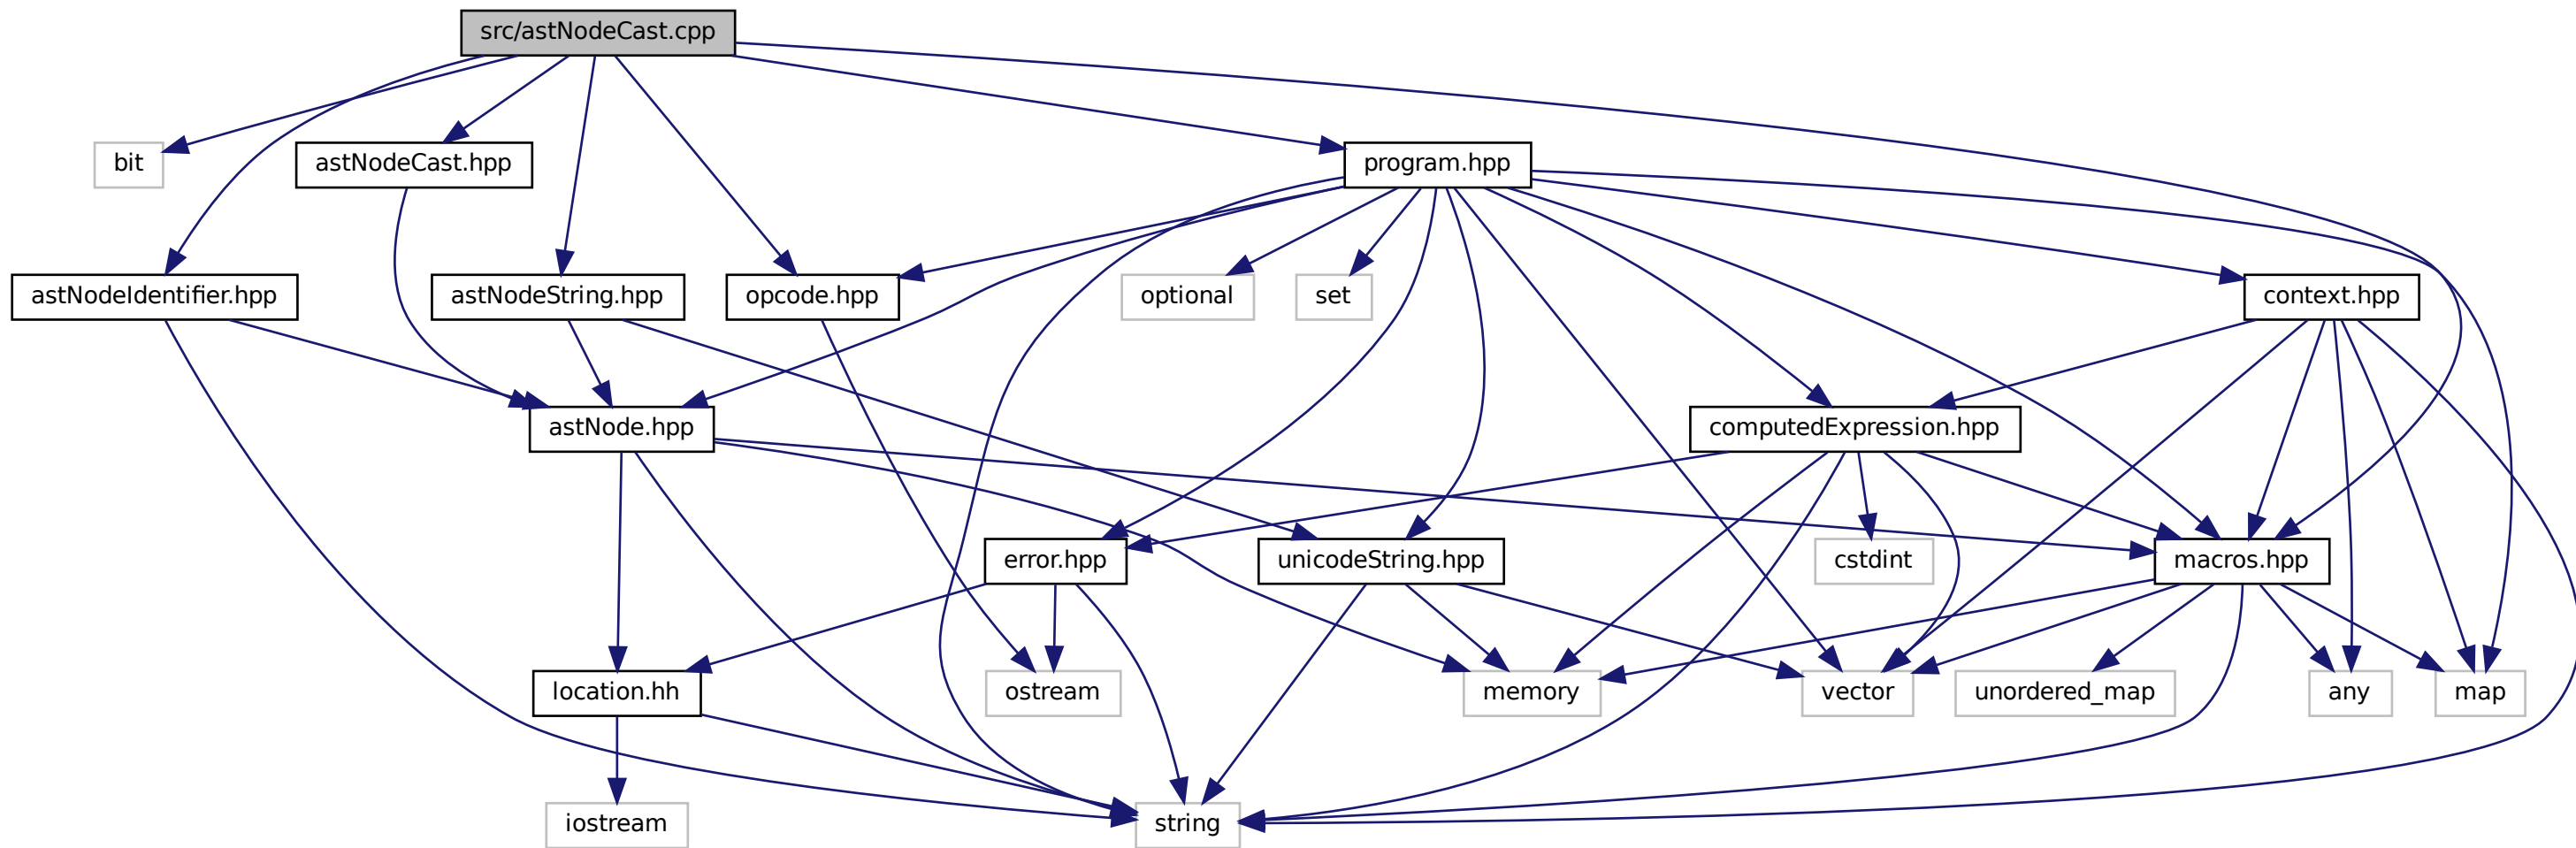 src/astNodeCast.cpp
bit
astNodeCast.hpp
program.hpp
astNodeIdentifier.hpp
astNodeString.hpp
opcode.hpp
optional
set
context.hpp
astNode.hpp
computedExpression.hpp
error.hpp
unicodeString.hpp
cstdint
macros.hpp
location.hh
ostream
memory
vector
unordered_map
any
map
iostream
string